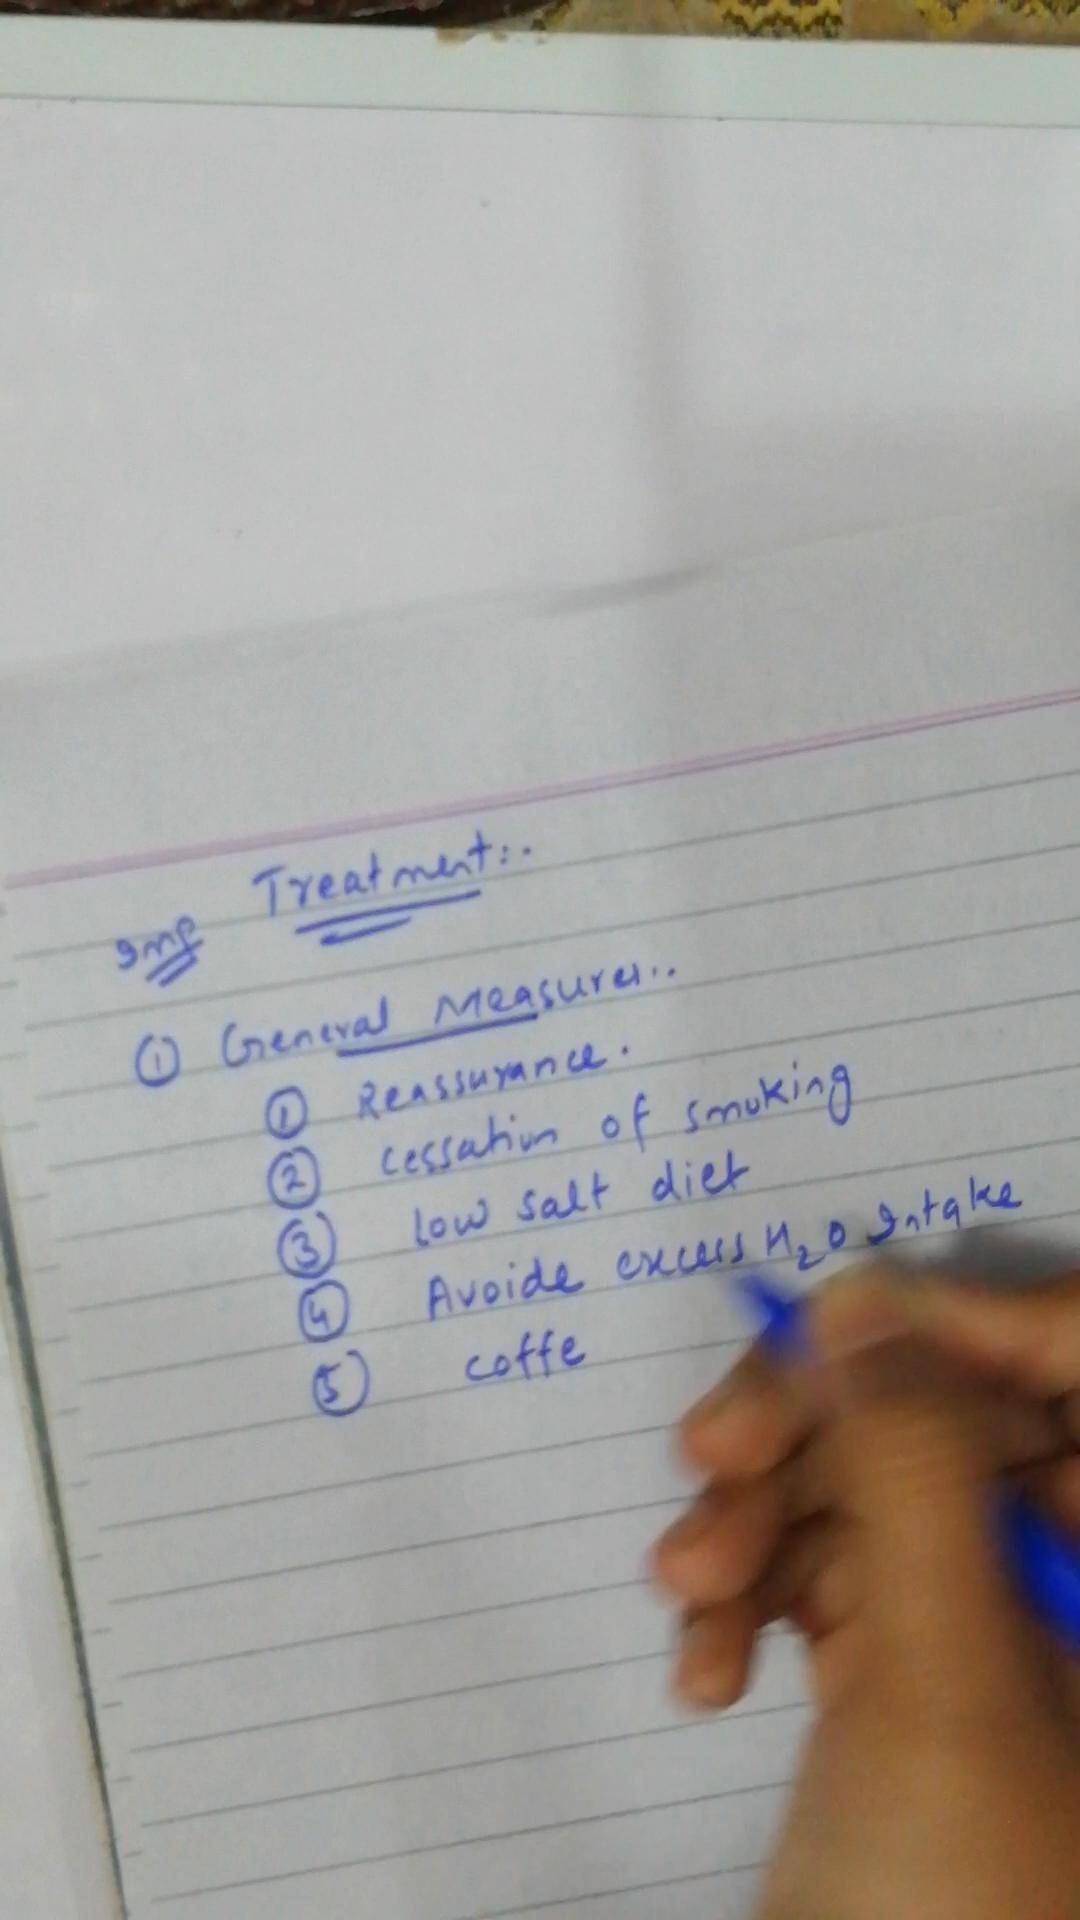 Treatment:.
Imp
① General Measures:.
① Reassurance.
② Cessation of smoking
③ Low salt diet
④ Avoide excess H₂O Intake
⑤ coffe